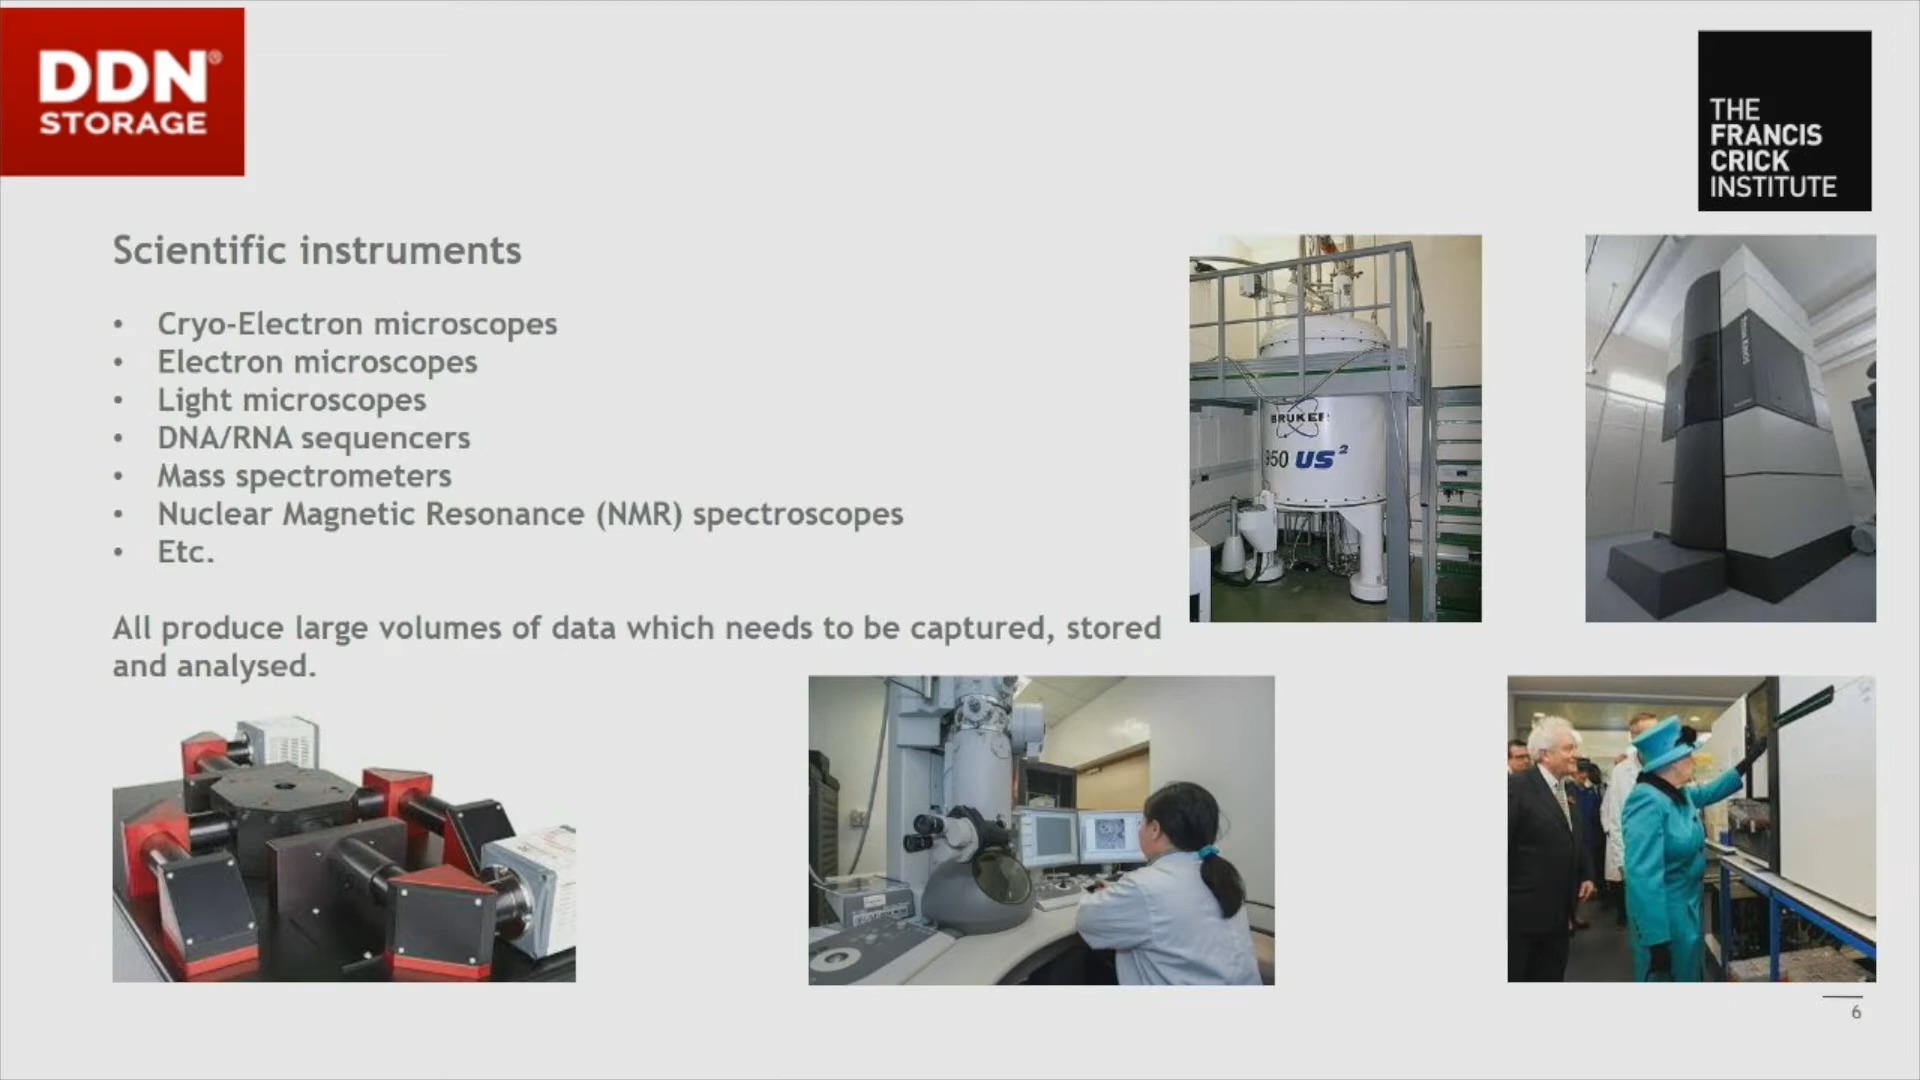 DDN®
STORAGE
THE
FRANCIS
CRICK
INSTITUTE
Scientific instruments
• Cryo-Electron microscopes
• Electron microscopes
• Light microscopes
• DNA/RNA sequencers
• Mass spectrometers
• Nuclear Magnetic Resonance (NMR) spectroscopes
• Etc.
All produce large volumes of data which needs to be captured, stored
and analysed.
BRUKER
950 US²
6